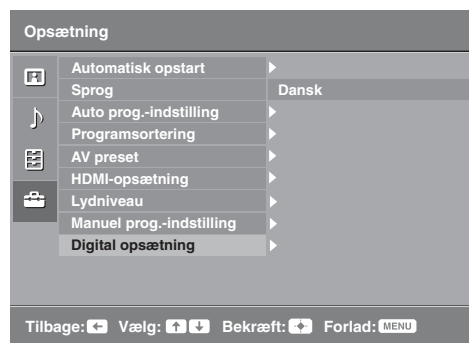 Opsætning
Automatisk opstart
Sprog Dansk
Auto prog.-indstilling
Programsortering
AV preset
HDMI-opsætning
Lydniveau
Manuel prog.-indstilling
Digital opsætning
Tilbage: Vælg: Bekræft: Forlad: MENU